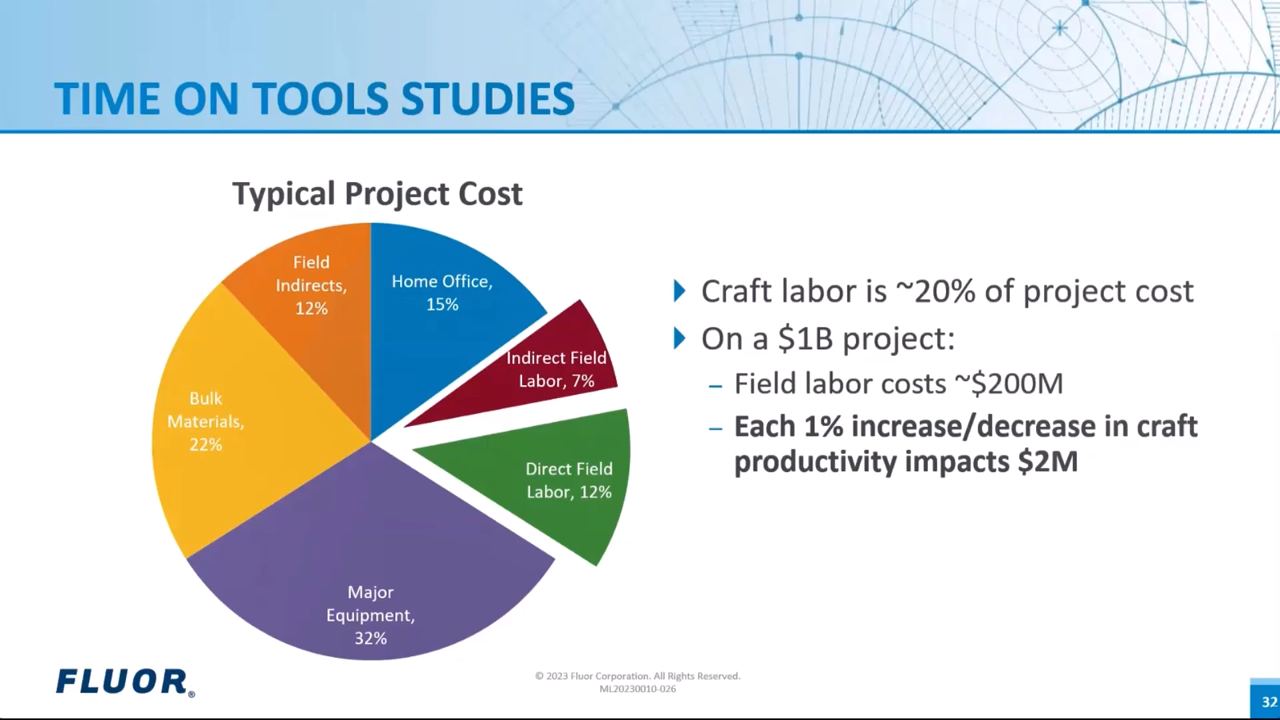 TIME ON TOOLS STUDIES
Typical Project Cost
Field
Indirects,
12%
Home Office,
15%
Indirect Field
Labor, 7%
Bulk
Materials,
22%
Direct Field
Labor, 12%
Major
Equipment,
32%
Craft labor is ~20% of project cost
On a $1B project:
– Field labor costs ~$200M
– Each 1% increase/decrease in craft
productivity impacts $2M
FLUOR®
© 2023 Fluor Corporation. All Rights Reserved.
ML20230010-026
32